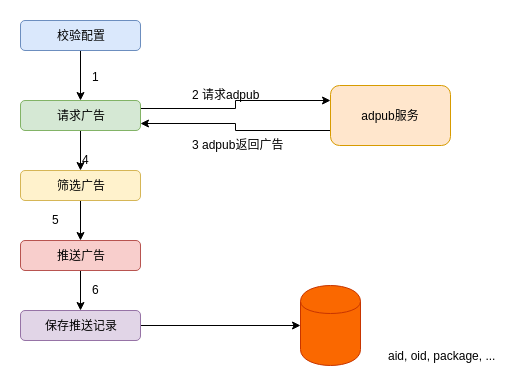 校验配置
1
请求广告
2 请求adpub
adpub服务
3 adpub返回广告
4
筛选广告
5
推送广告
6
保存推送记录
aid, oid, package, ...